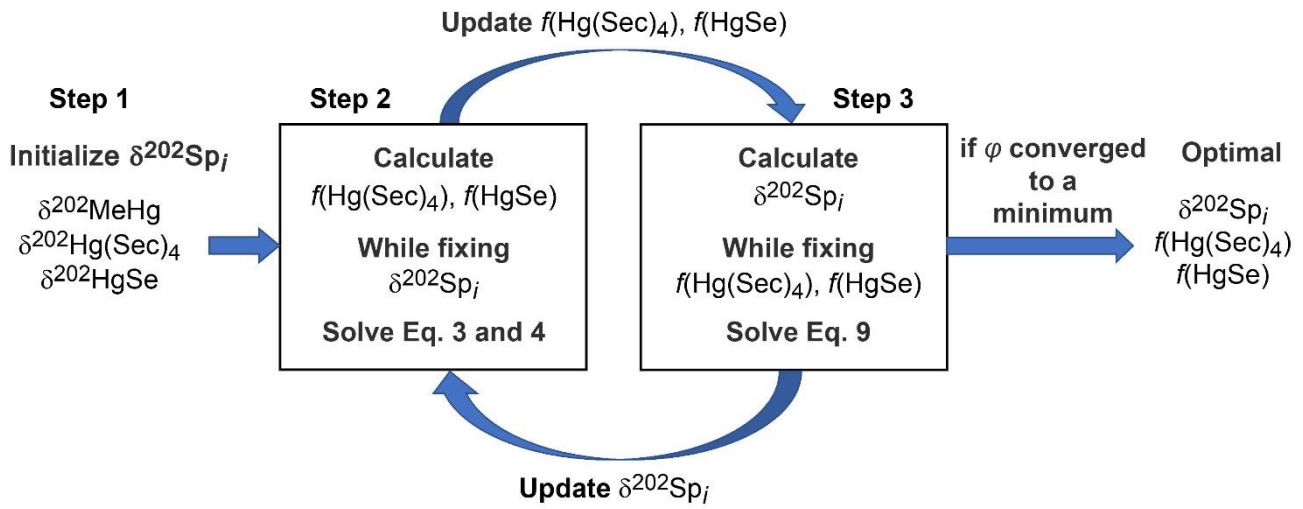 Update f(Hg(Sec)₄), f(HgSe)
Step 1
Initialize δ²⁰²Spᵢ
δ²⁰²MeHg
δ²⁰²Hg(Sec)₄
δ²⁰²HgSe
Step 2
Calculate
f(Hg(Sec)₄), f(HgSe)
While fixing
δ²⁰²Spᵢ
Solve Eq. 3 and 4
Step 3
Calculate
δ²⁰²Spᵢ
While fixing
f(Hg(Sec)₄), f(HgSe)
Solve Eq. 9
if φ converged
to a
minimum
Optimal
δ²⁰²Spᵢ
f(Hg(Sec)₄)
f(HgSe)
Update δ²⁰²Spᵢ